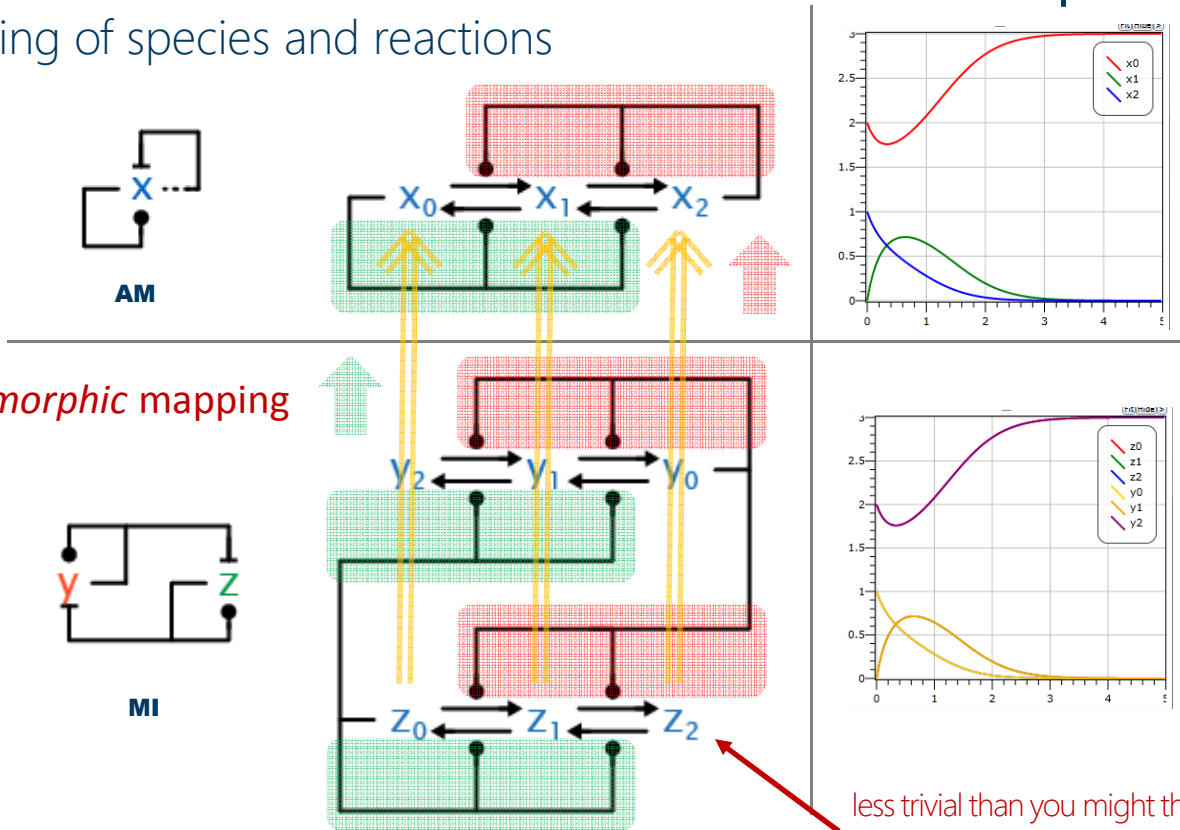 ing of species and reactions
x
AM
x0 x1 x2
3
2.5
2
1.5
1
0.5
0
0 1 2 3 4 5
x0
x1
x2
morphic mapping
y2 y1 y0
y z
MI
z0 z1 z2
3
2.5
2
1.5
1
0.5
0
0 1 2 3 4 5
z0
z1
z2
y0
y1
y2
less trivial than you might th